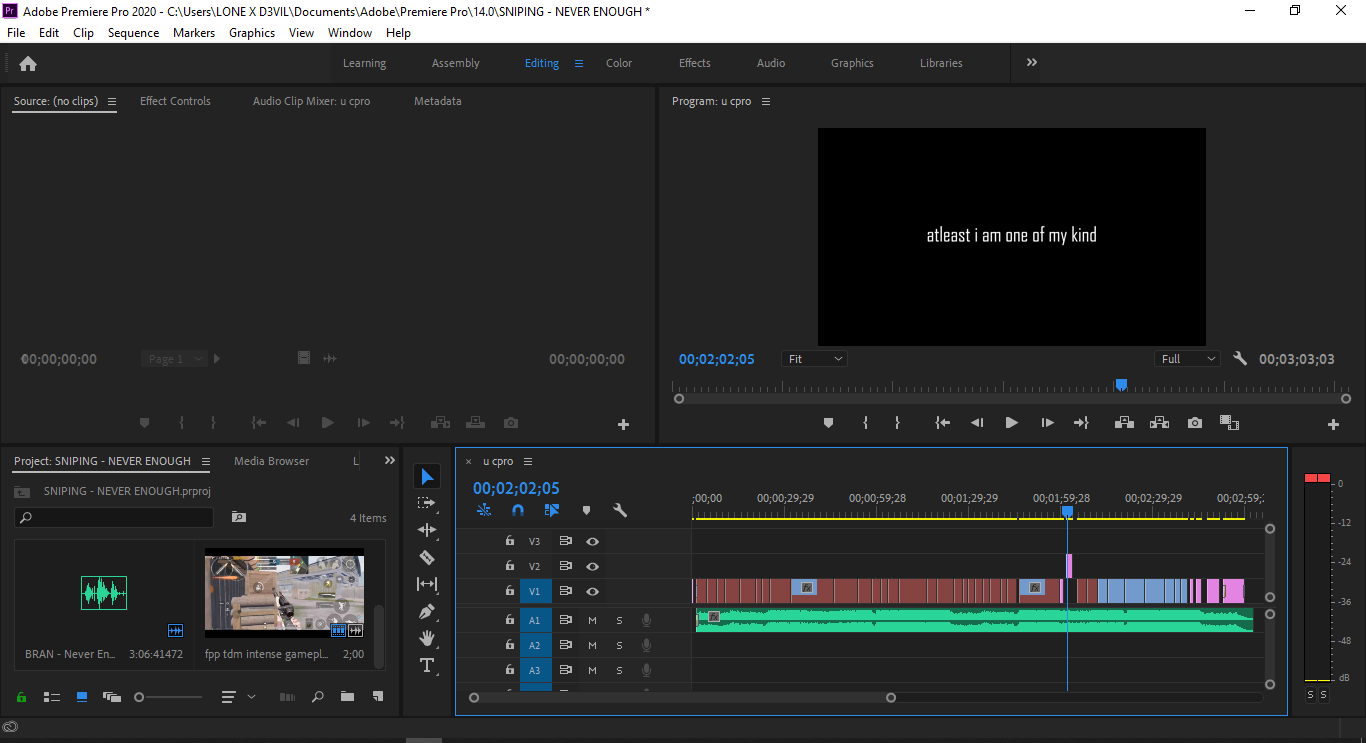 Pr Adobe Premiere Pro 2020 - C:\Users\LONE X D3VIL\Documents\Adobe\Premiere Pro\14.0\SNIPING - NEVER ENOUGH *
File Edit Clip Sequence Markers Graphics View Window Help
Learning Assembly Editing Color Effects Audio Graphics Libraries
Source: (no clips) Effect Controls Audio Clip Mixer: u cpro Metadata
Program: u cpro
atleast i am one of my kind
00;00;00;00 Page 1 00;00;00;00
00;02;02;05 Fit Full 00;03;03;03
Project: SNIPING - NEVER ENOUGH Media Browser L
SNIPING - NEVER ENOUGH.prproj
4 Items
BRAN - Never En... 3:06:41472
fpp tdm intense gamepl... 2;00
u cpro
00;02;02;05
;00;00 00;00;29;29 00;00;59;28 00;01;29;29 00;01;59;28 00;02;29;29 00;02;59;2
V3
V2
V1
fx fx
A1 M S
fx
A2 M S
A3 M S
T
0
-12
-24
-36
-48
dB
S S